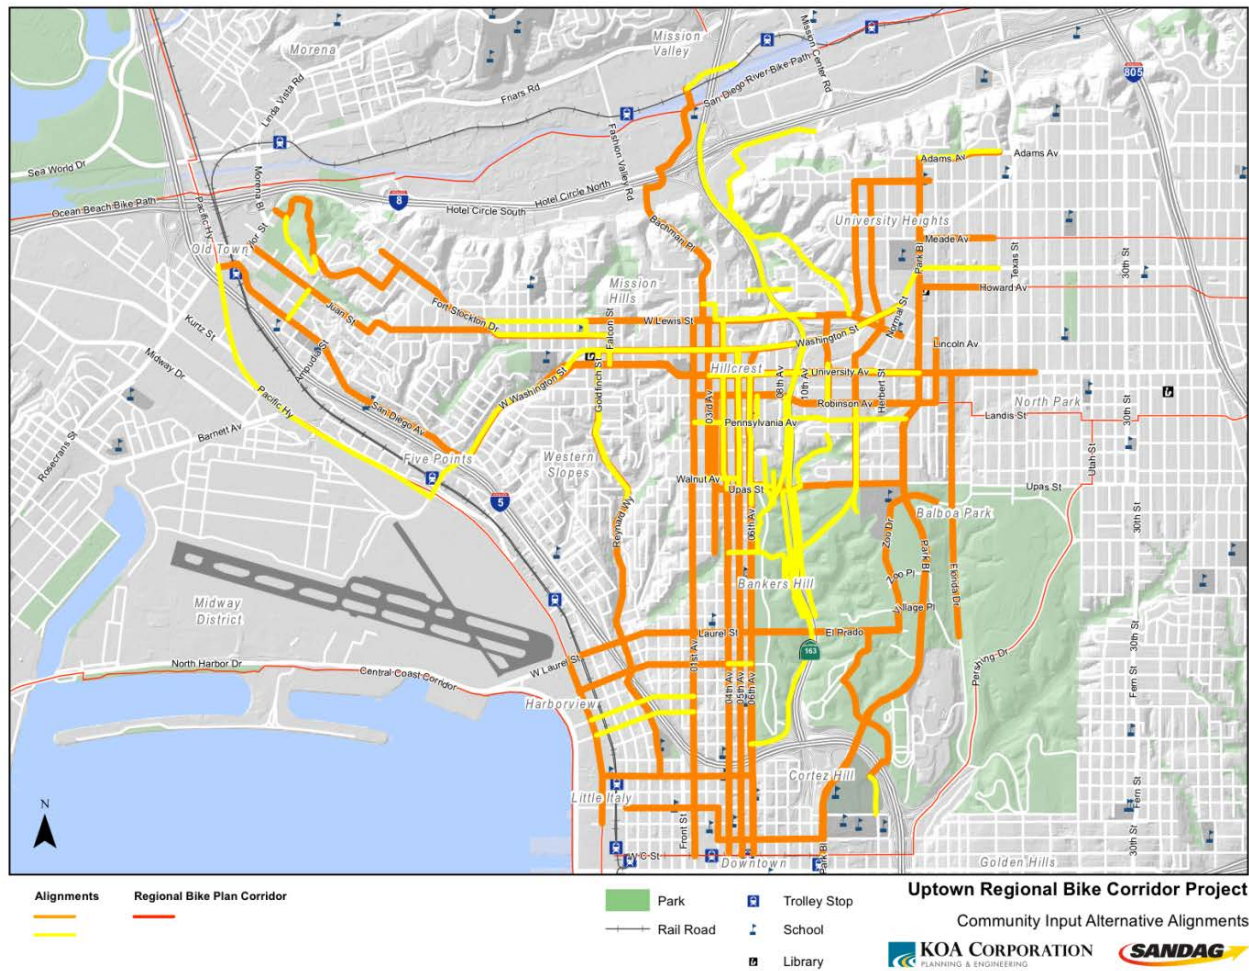 Morena
Mission
Valley
Mission Center Rd
805
Linda Vista Rd
Friars Rd
San Diego River Bike Path
Sea World Dr
Morena Bl
Fashion Valley Rd
Adams Av
Adams Av
Ocean Beach Bike Path
Pacific Hy
8
Hotel Circle South
Hotel Circle North
Old Town
Bachman Pl
University Heights
Park Bl
Meade Av
Texas St
30th St
Mission
Hills
Howard Av
Juan St
Fort Stockton Dr
Falcon St
W Lewis St
Washington St
Normal St
Lincoln Av
Kurtz St
Midway Dr
Ampudia St
Hillcrest
University Av
W Washington St
Goldfinch St
03rd Av
08th Av
10th Av
Herbert St
Robinson Av
North Park
Landis St
30th St
Pacific Hy
San Diego Av
Pennsylvania Av
Barnett Av
Rosecrans St
Five Points
Western
Slopes
Walnut Av
Upas St
Upas St
Utah St
5
Reynard Wy
06th Av
Zoo Dr
Balboa Park
30th St
Bankers Hill
Zoo Pl
Park Bl
Florida Dr
Midway
District
Village Pl
Laurel St
El Prado
163
30th St
W Laurel St
North Harbor Dr
Central Coast Corridor
01st Av
04th Av
05th Av
06th Av
Pershing Dr
Fern St
Harborview
Cortez Hill
Little Italy
Fern St
N
Front St
W C St
Downtown
Park Bl
Golden Hills
30th St
Alignments
Regional Bike Plan Corridor
Park
Rail Road
Trolley Stop
School
Library
Uptown Regional Bike Corridor Project
Community Input Alternative Alignments
KOA CORPORATION
PLANNING & ENGINEERING
SANDAG